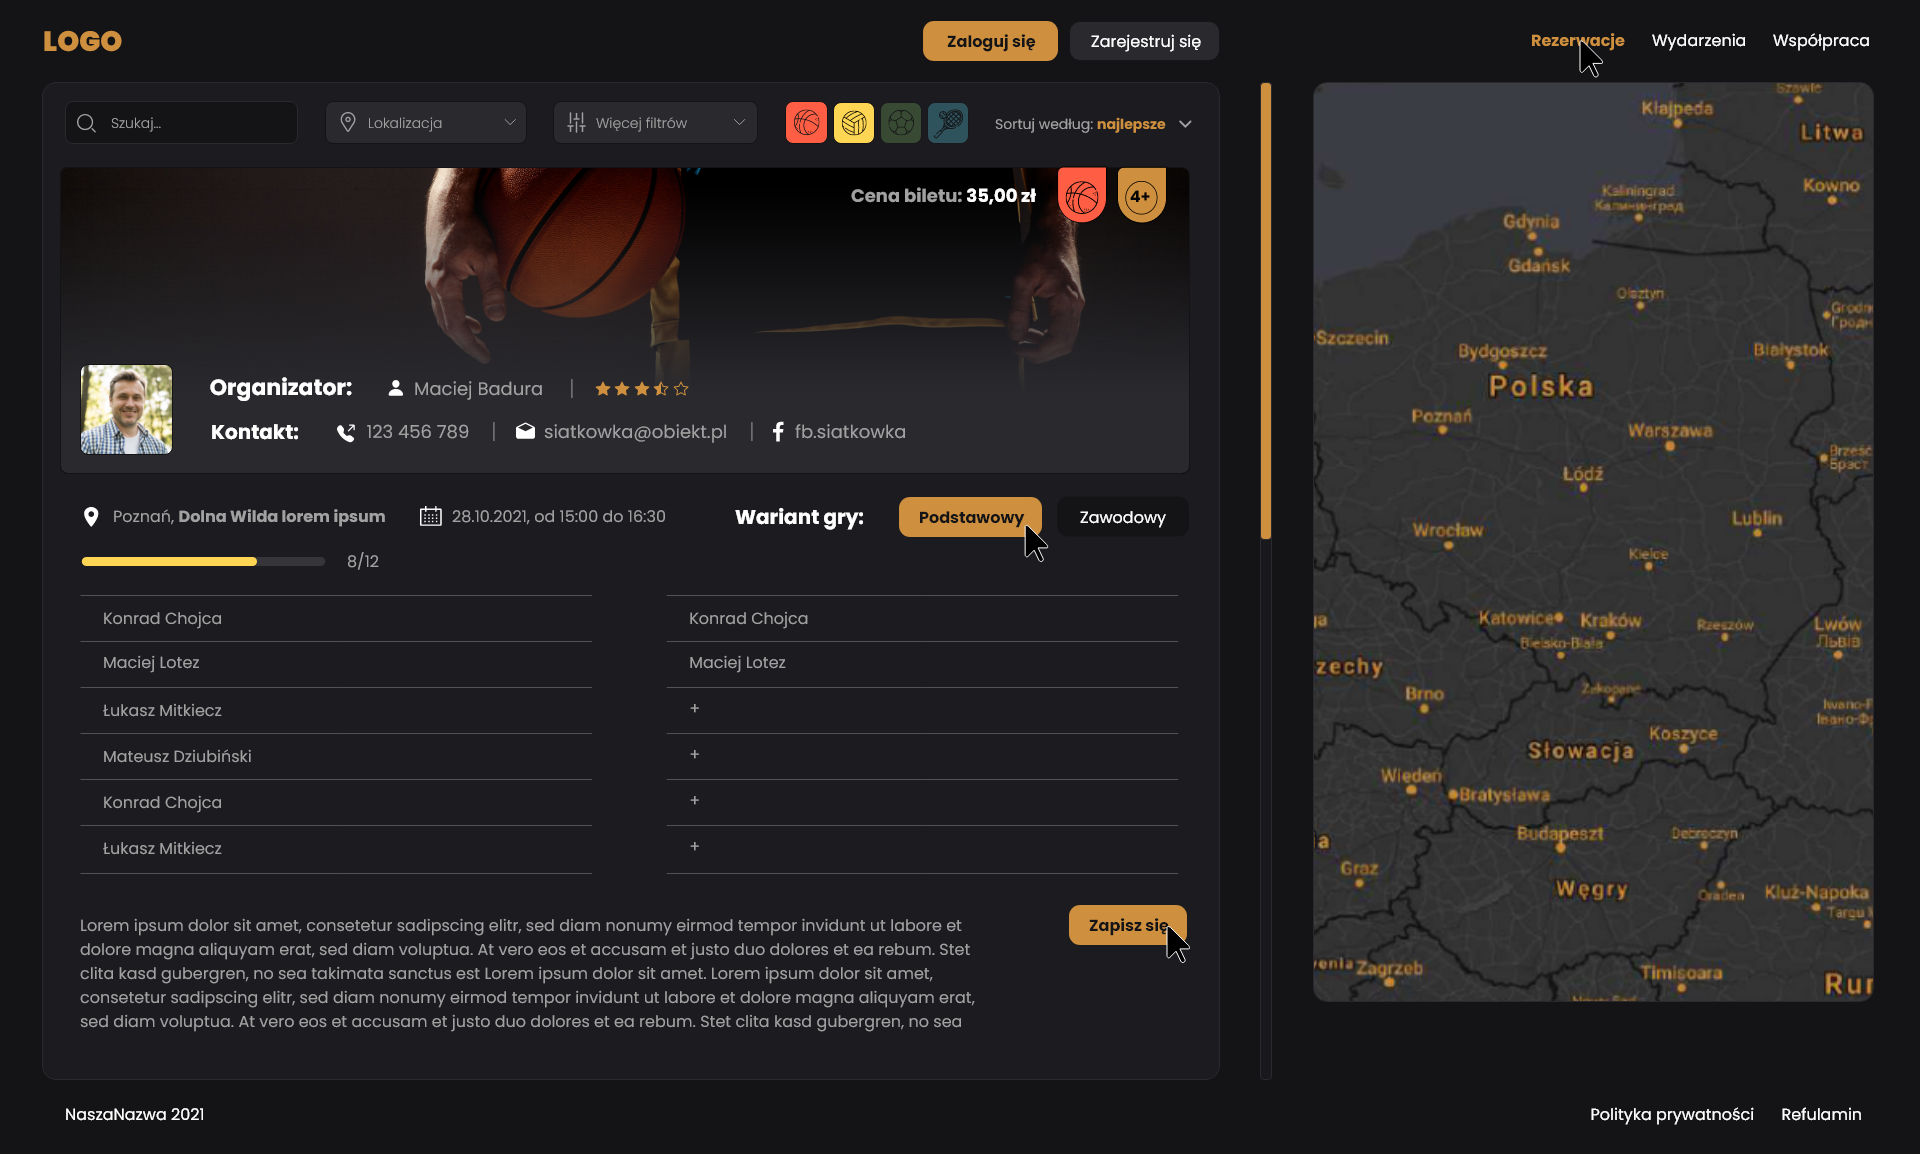 LOGO
Zaloguj się
Zarejestruj się
Rezerwacje
Wydarzenia
Współpraca
Szukaj...
Lokalizacja
Więcej filtrów
Sortuj według: najlepsze
Cena biletu: 35,00 zł
4+
Organizator:
Maciej Badura
Kontakt:
123 456 789
siatkowka@obiekt.pl
fb.siatkowka
Poznań, Dolna Wilda lorem ipsum
28.10.2021, od 15:00 do 16:30
Wariant gry:
Podstawowy
Zawodowy
8/12
Konrad Chojca
Maciej Lotez
Łukasz Mitkiecz
Mateusz Dziubiński
Konrad Chojca
Łukasz Mitkiecz
Konrad Chojca
Maciej Lotez
+
+
+
+
Lorem ipsum dolor sit amet, consetetur sadipscing elitr, sed diam nonumy eirmod tempor invidunt ut labore et
dolore magna aliquyam erat, sed diam voluptua. At vero eos et accusam et justo duo dolores et ea rebum. Stet
clita kasd gubergren, no sea takimata sanctus est Lorem ipsum dolor sit amet. Lorem ipsum dolor sit amet,
consetetur sadipscing elitr, sed diam nonumy eirmod tempor invidunt ut labore et dolore magna aliquyam erat,
sed diam voluptua. At vero eos et accusam et justo duo dolores et ea rebum. Stet clita kasd gubergren, no sea
Zapisz się
Szawle
Kłajpeda
Litwa
Kaliningrad
Калининград
Kowno
Gdynia
Gdańsk
Olsztyn
Grodn
Гродн
Szczecin
Bydgoszcz
Białystok
Polska
Poznań
Warszawa
Łódź
Brześć
Брэст
Wrocław
Lublin
Kielce
Katowice
Kraków
Rzeszów
Lwów
Львів
Bielsko-Biała
zechy
Brno
Zakopane
Iwano-F
Івано-Ф
Koszyce
Słowacja
Wiedeń
Bratysława
Budapeszt
Debreczyn
ia
Graz
Węgry
Oradea
Kluż-Napoka
Targu M
venia
Zagrzeb
Timisoara
Rur
NaszaNazwa 2021
Polityka prywatności
Refulamin